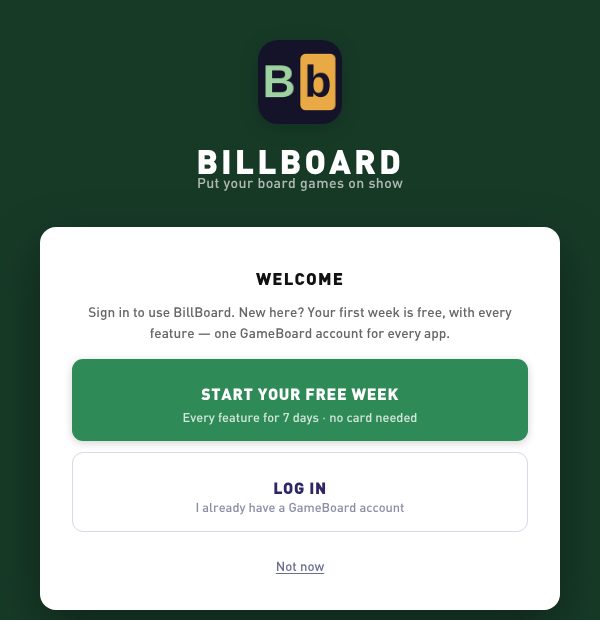 Bb
BILLBOARD
Put your board games on show
WELCOME
Sign in to use BillBoard. New here? Your first week is free, with every
feature — one GameBoard account for every app.
START YOUR FREE WEEK
Every feature for 7 days · no card needed
LOG IN
I already have a GameBoard account
Not now